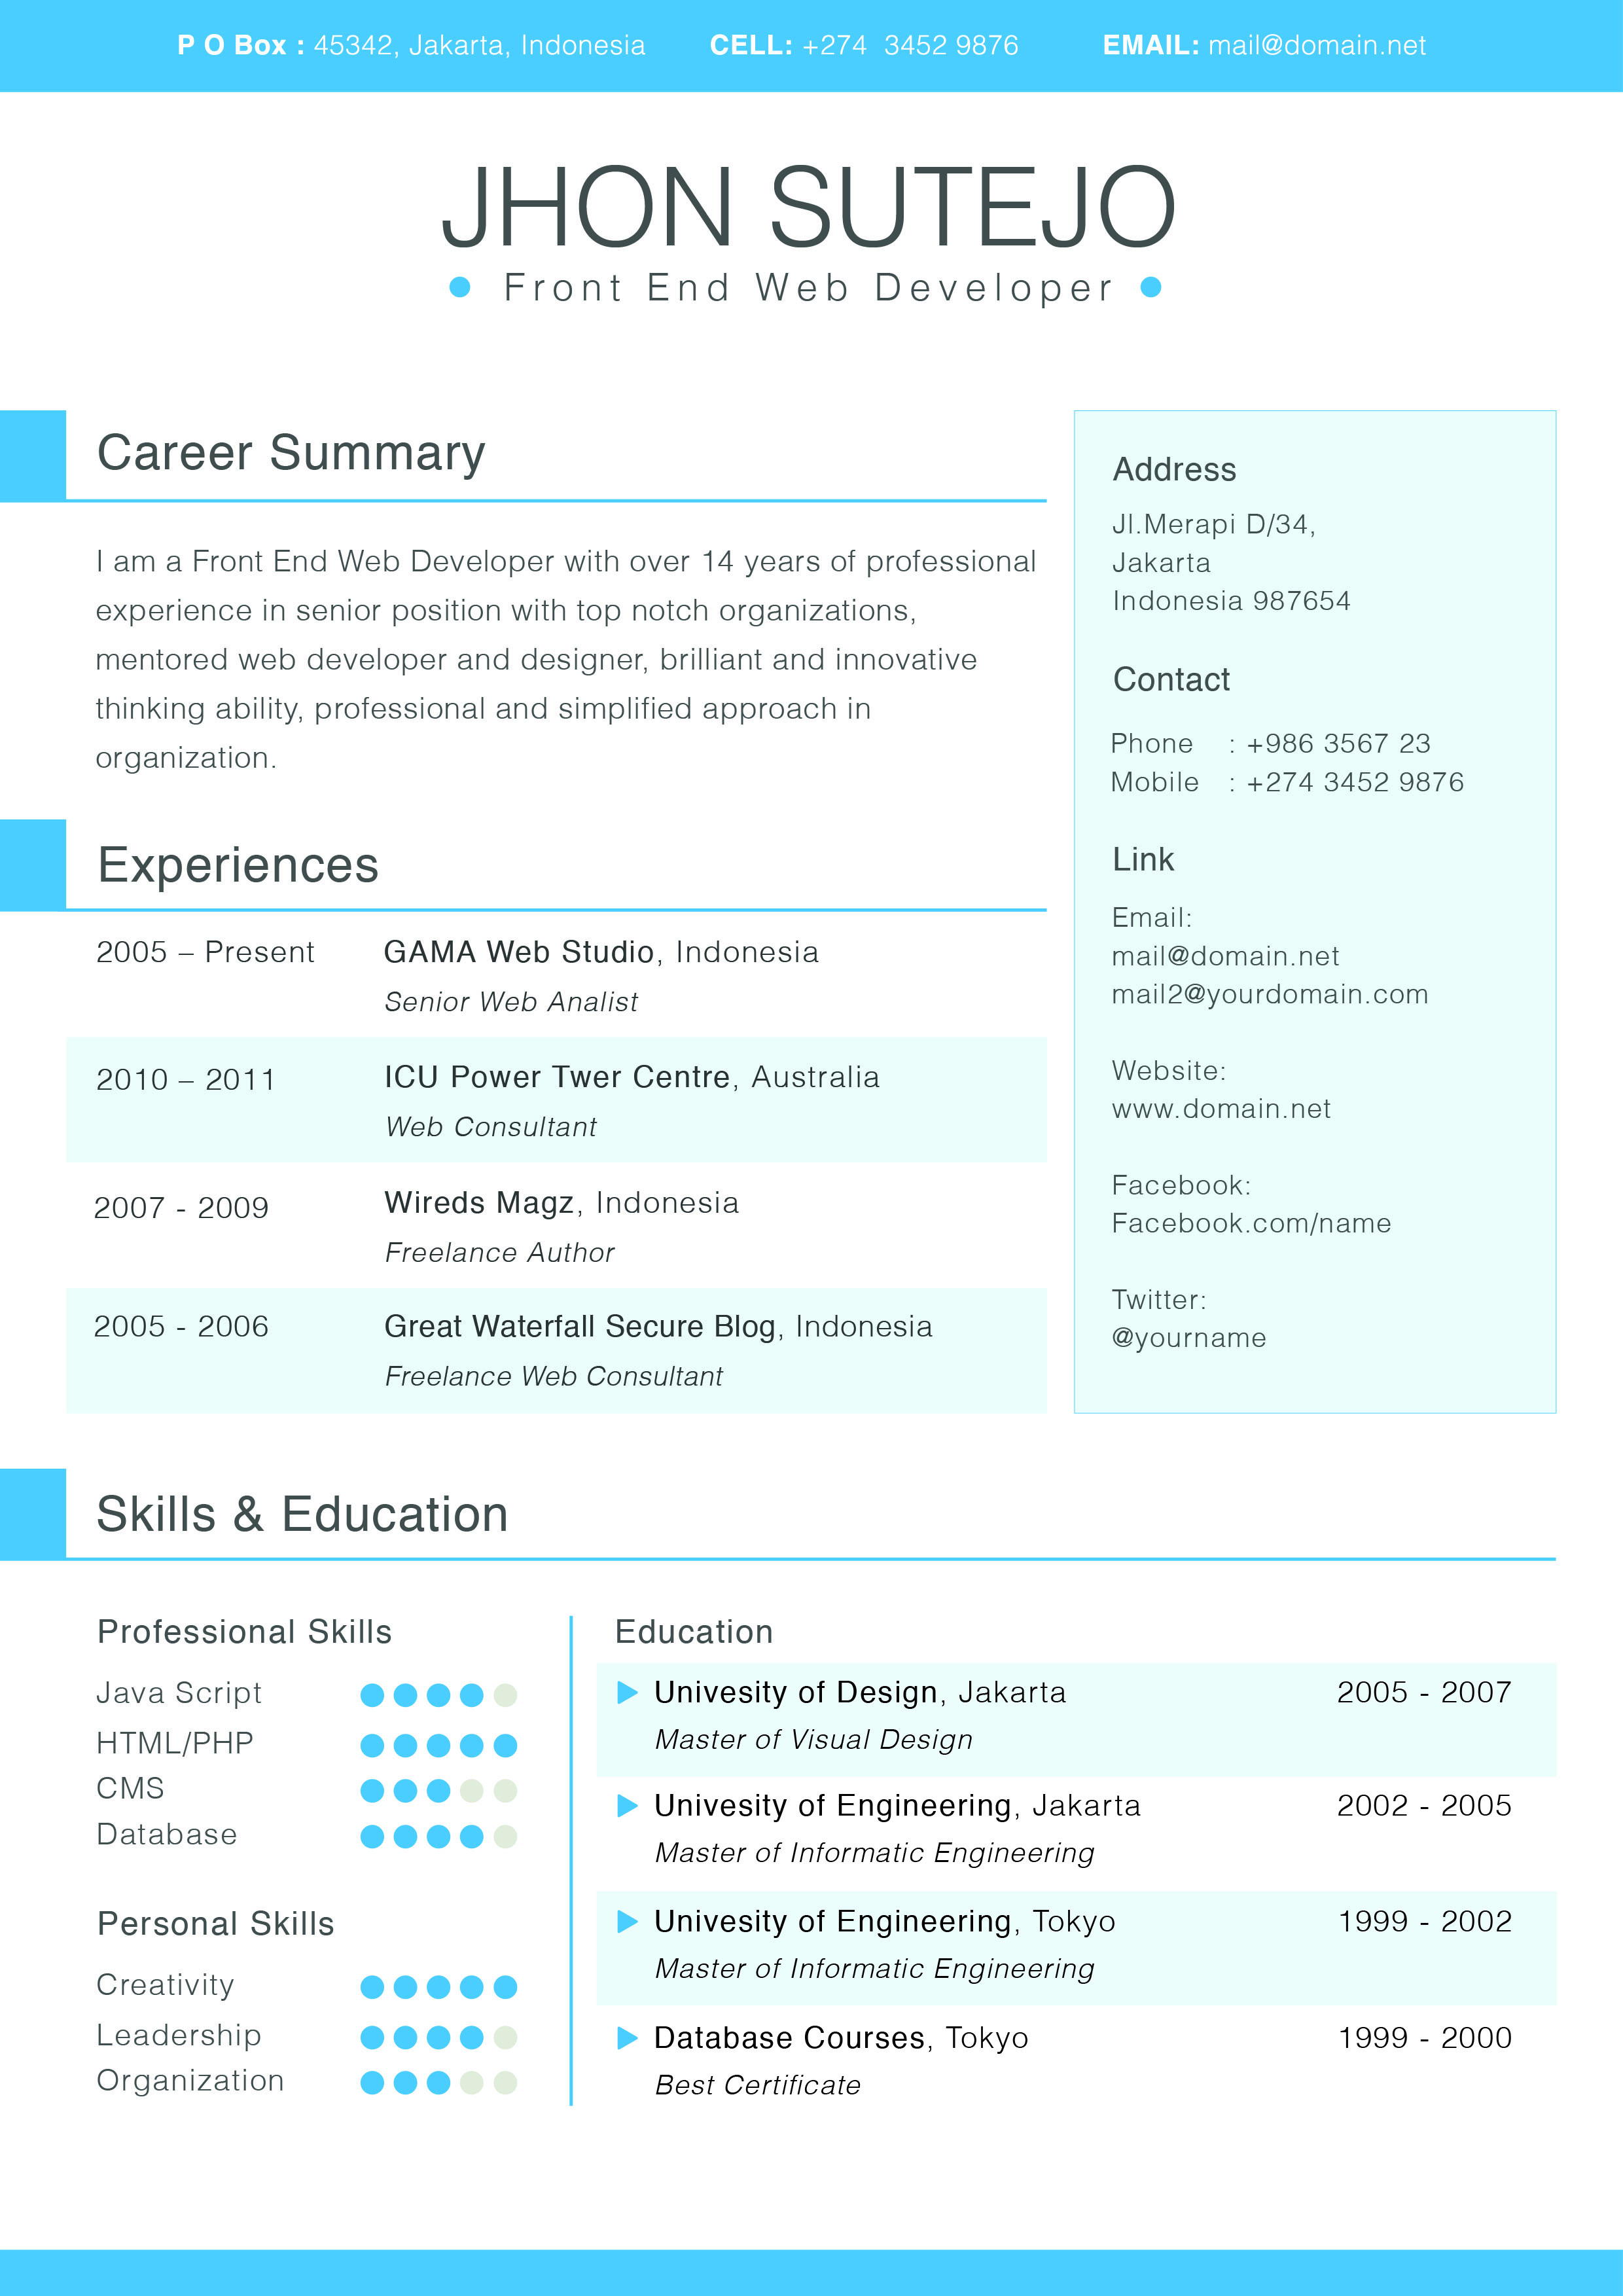 P O Box : 45342, Jakarta, Indonesia CELL: +274 3452 9876 EMAIL: mail@domain.net
JHON SUTEJO
Front End Web Developer
Career Summary
I am a Front End Web Developer with over 14 years of professional
experience in senior position with top notch organizations,
mentored web developer and designer, brilliant and innovative
thinking ability, professional and simplified approach in
organization.
Experiences
2005 – Present GAMA Web Studio, Indonesia
Senior Web Analist
2010 – 2011 ICU Power Twer Centre, Australia
Web Consultant
2007 - 2009 Wireds Magz, Indonesia
Freelance Author
2005 - 2006 Great Waterfall Secure Blog, Indonesia
Freelance Web Consultant
Address
Jl.Merapi D/34,
Jakarta
Indonesia 987654
Contact
Phone : +986 3567 23
Mobile : +274 3452 9876
Link
Email:
mail@domain.net
mail2@yourdomain.com
Website:
www.domain.net
Facebook:
Facebook.com/name
Twitter:
@yourname
Skills & Education
Professional Skills
Java Script
HTML/PHP
CMS
Database
Personal Skills
Creativity
Leadership
Organization
Education
Univesity of Design, Jakarta 2005 - 2007
Master of Visual Design
Univesity of Engineering, Jakarta 2002 - 2005
Master of Informatic Engineering
Univesity of Engineering, Tokyo 1999 - 2002
Master of Informatic Engineering
Database Courses, Tokyo 1999 - 2000
Best Certificate